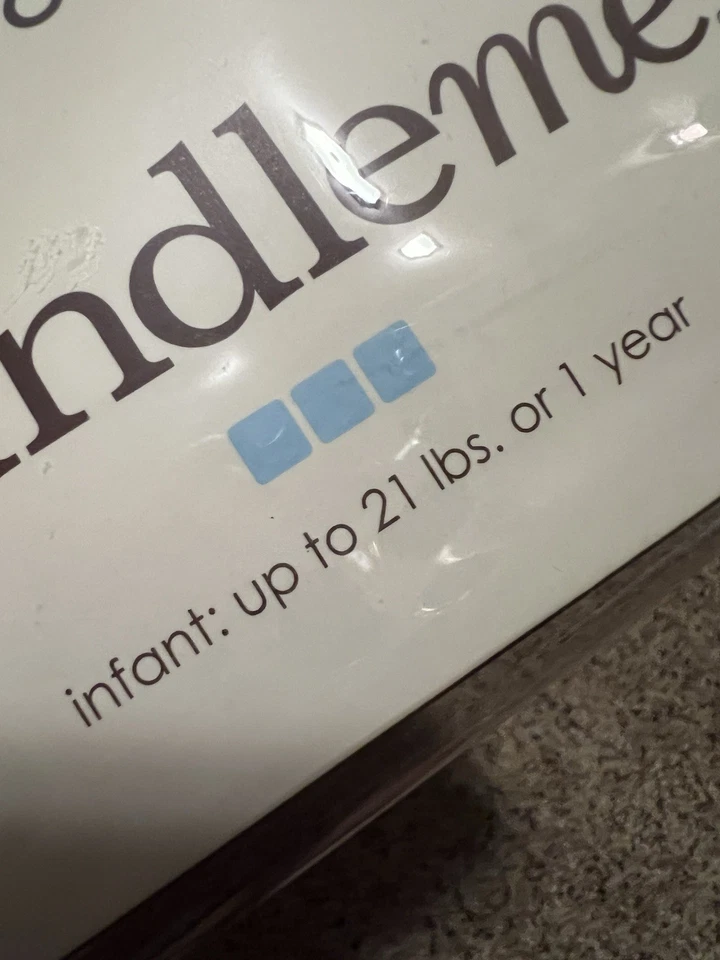 ndleme
infant: up to 21 lbs. or 1 year